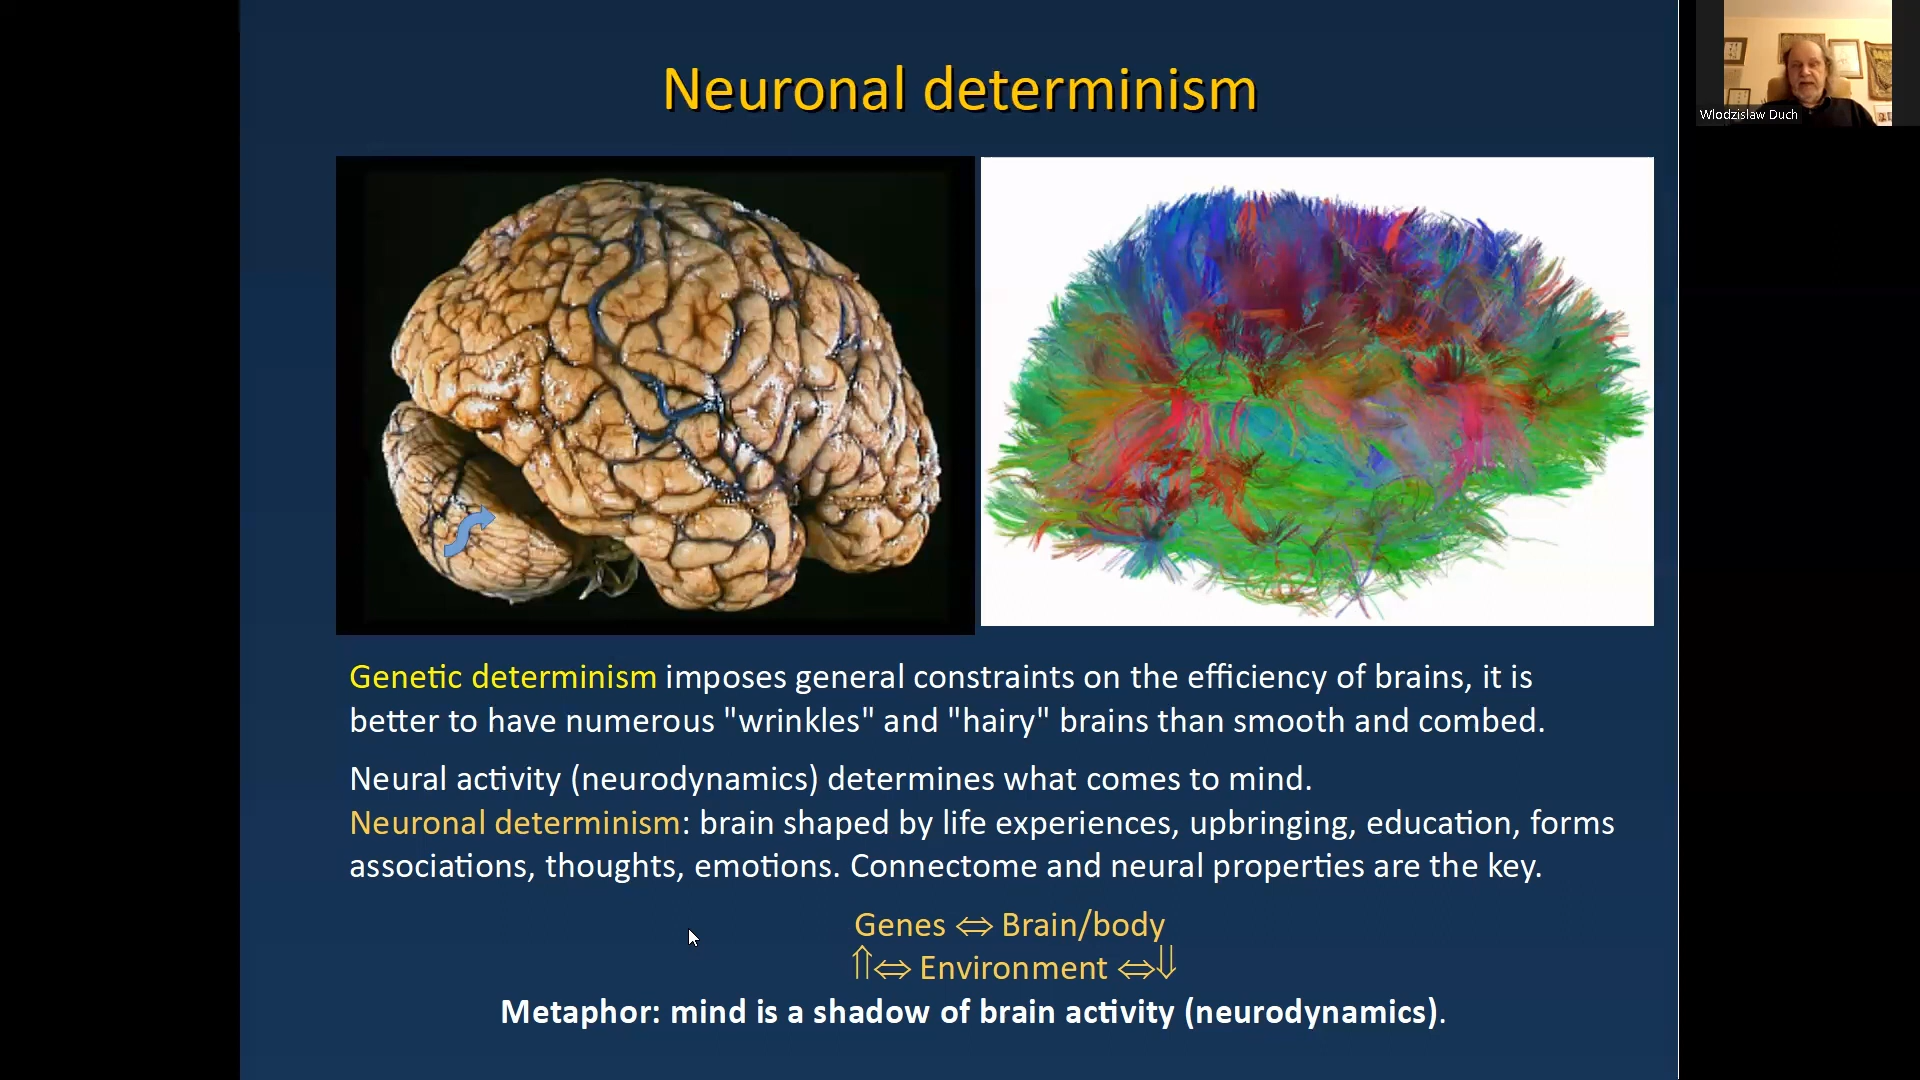 Neuronal determinism
Wlodzislaw Duch
Genetic determinism imposes general constraints on the efficiency of brains, it is
better to have numerous "wrinkles" and "hairy" brains than smooth and combed.
Neural activity (neurodynamics) determines what comes to mind.
Neuronal determinism: brain shaped by life experiences, upbringing, education, forms
associations, thoughts, emotions. Connectome and neural properties are the key.
Genes ⇔ Brain/body
⇑⇔ Environment ⇔⇓
Metaphor: mind is a shadow of brain activity (neurodynamics).